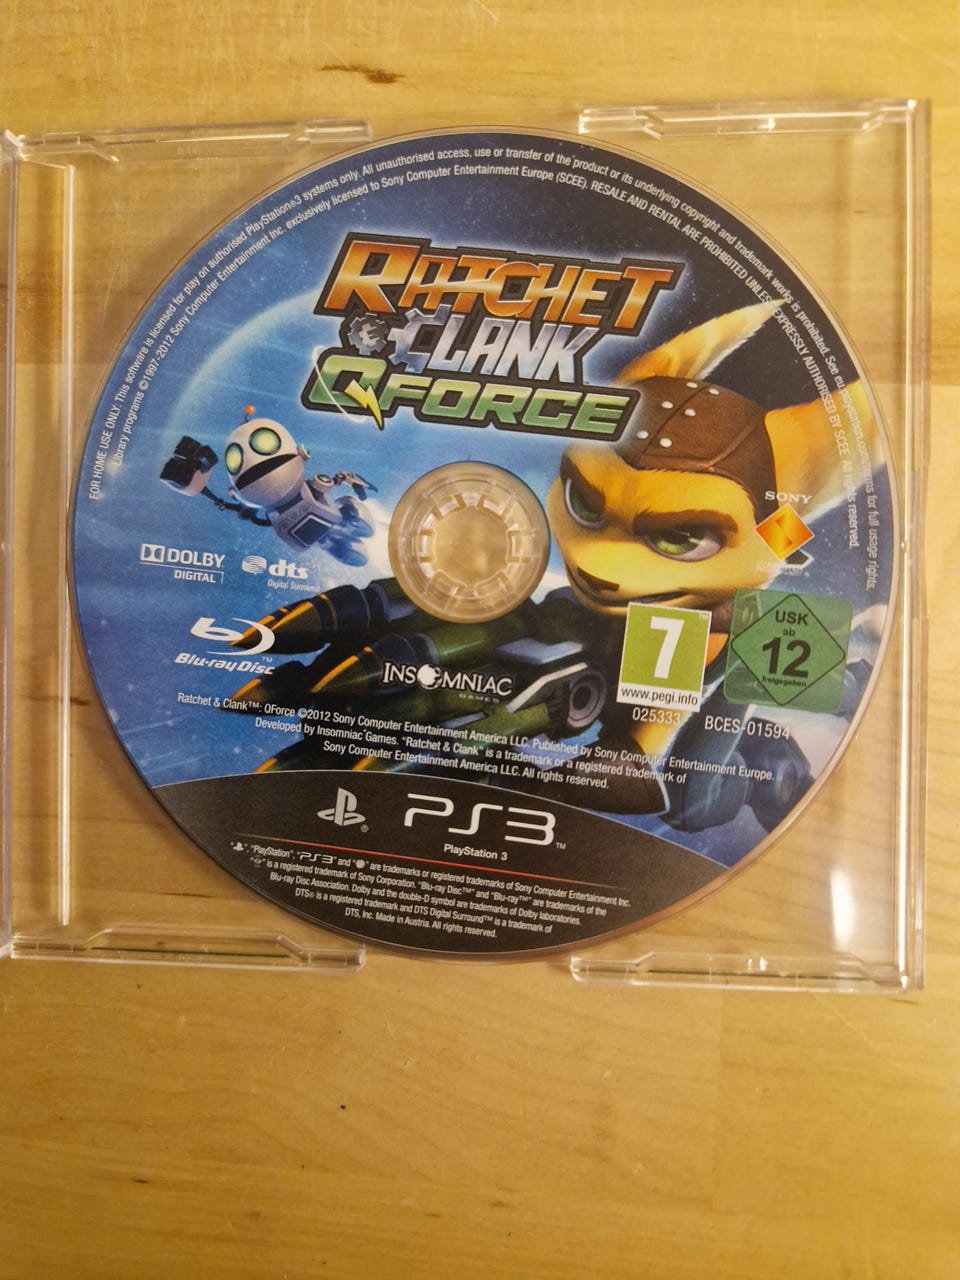 FOR HOME USE ONLY: This software is licensed for play on authorised PlayStation®3 systems only. All unauthorised access, use or transfer of the product or its underlying copyright and trademark works is prohibited. See eu.playstation.com/terms for full usage rights.
Library programs ©1997-2012 Sony Computer Entertainment Inc. exclusively licensed to Sony Computer Entertainment Europe (SCEE). RESALE AND RENTAL ARE PROHIBITED UNLESS EXPRESSLY AUTHORISED BY SCEE. All rights reserved.
RATCHET
CLANK
QFORCE
SONY
DOLBY
DIGITAL
dts
Digital Surround
Blu-ray Disc™
INSOMNIAC
GAMES
7™
www.pegi.info
USK
ab
12
freigegeben
025333
BCES-01594
Ratchet & Clank™: QForce ©2012 Sony Computer Entertainment America LLC. Published by Sony Computer Entertainment Europe.
Developed by Insomniac Games. "Ratchet & Clank" is a trademark or a registered trademark of
Sony Computer Entertainment America LLC. All rights reserved.
® PS3™
PlayStation 3
" ", "PlayStation", "PS3" and " " are trademarks or registered trademarks of Sony Computer Entertainment Inc.
" " is a registered trademark of Sony Corporation. "Blu-ray Disc™" and "Blu-ray™" are trademarks of the
Blu-ray Disc Association. Dolby and the double-D symbol are trademarks of Dolby laboratories.
DTS® is a registered trademark and DTS Digital Surround™ is a trademark of
DTS, Inc. Made in Austria. All rights reserved.